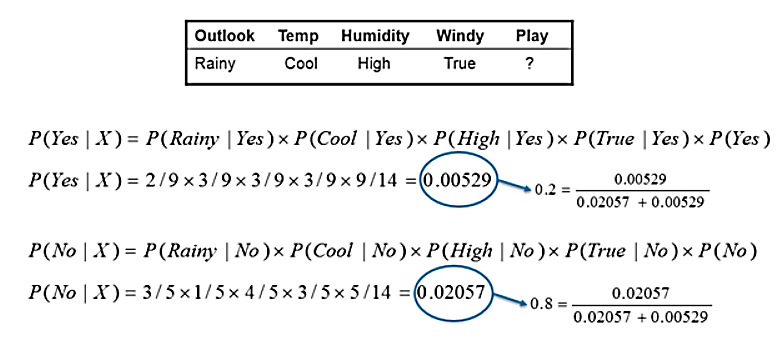 Outlook Temp Humidity Windy Play
Rainy Cool High True ?
P(Yes | X) = P(Rainy | Yes) × P(Cool | Yes) × P(High | Yes) × P(True | Yes) × P(Yes)
P(Yes | X) = 2/9 × 3/9 × 3/9 × 3/9 × 9/14 = 0.00529
0.2 = 0.00529 / 0.02057 + 0.00529
P(No | X) = P(Rainy | No) × P(Cool | No) × P(High | No) × P(True | No) × P(No)
P(No | X) = 3/5 × 1/5 × 4/5 × 3/5 × 5/14 = 0.02057
0.8 = 0.02057 / 0.02057 + 0.00529